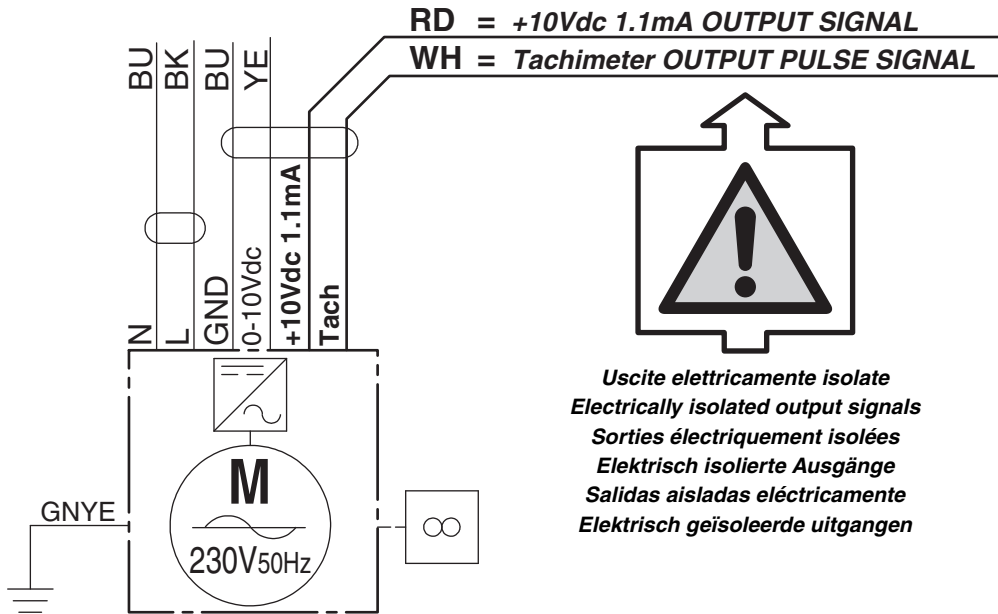 RD = +10Vdc 1.1mA OUTPUT SIGNAL
WH = Tachimeter OUTPUT PULSE SIGNAL
BU
BK
BU
YE
N
L
GND
0-10Vdc
+10Vdc 1.1mA
Tach
Uscite elettricamente isolate
Electrically isolated output signals
Sorties électriquement isolées
Elektrisch isolierte Ausgänge
Salidas aisladas eléctricamente
Elektrisch geïsoleerde uitgangen
M
230V50Hz
GNYE